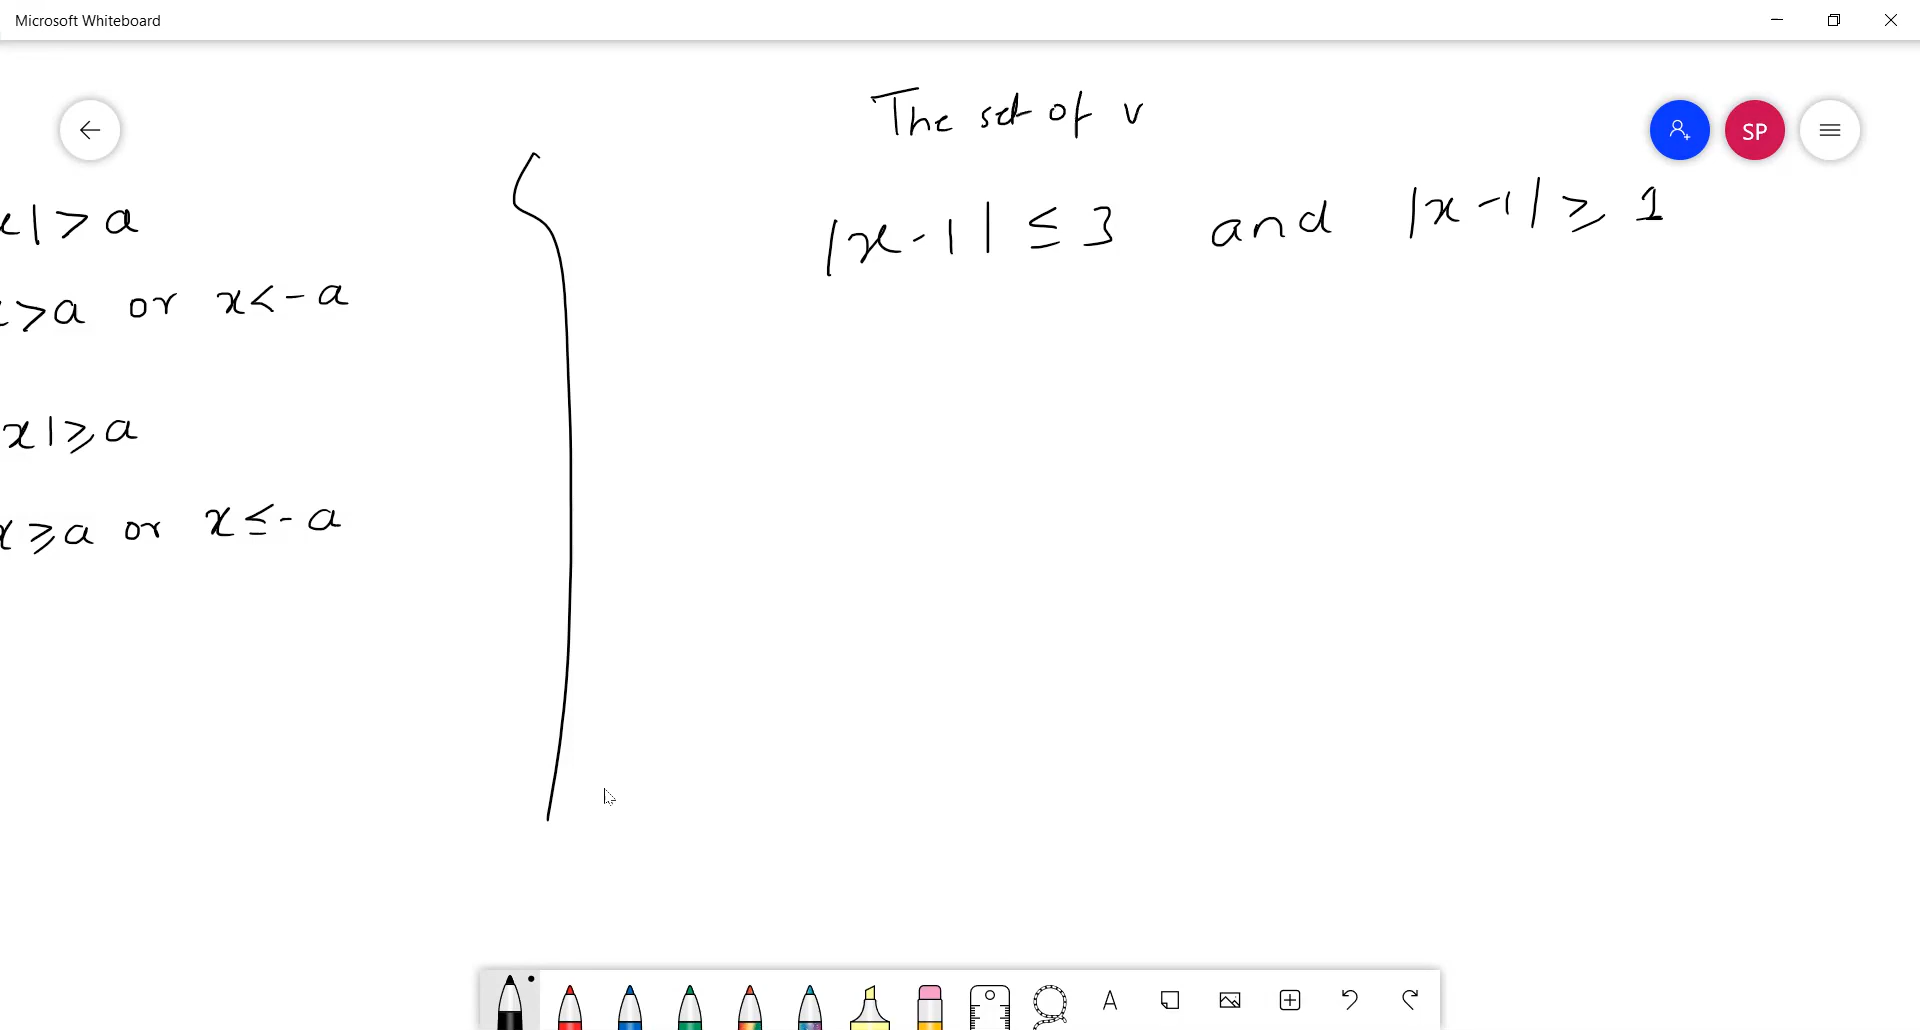 Microsoft Whiteboard
The set of v
SP
|x-1| ≤ 3 and |x-1| ≥ 1
x| > a
x > a or x < -a
x| ≥ a
x ≥ a or x ≤ -a
A